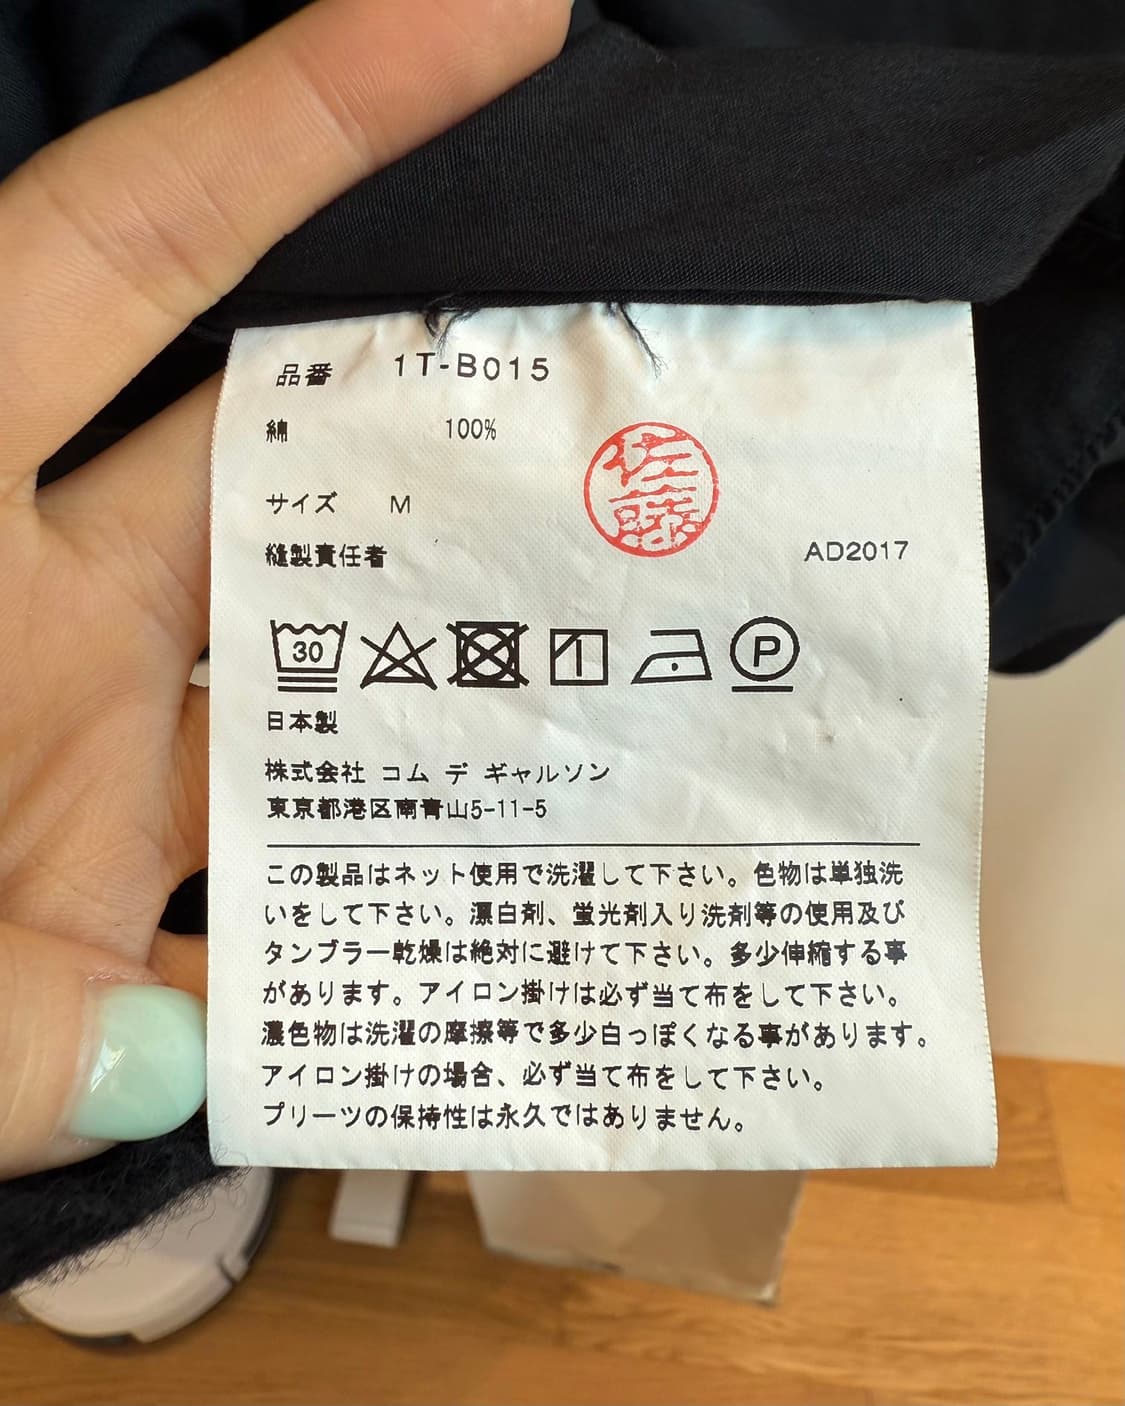 品番 1T-B015
綿 100%
佐藤
サイズ M
縫製責任者
AD2017
30
P
日本製
株式会社 コム デ ギャルソン
東京都港区南青山5-11-5
この製品はネット使用で洗濯して下さい。色物は単独洗
いをして下さい。漂白剤、蛍光剤入り洗剤等の使用及び
タンブラー乾燥は絶対に避けて下さい。多少伸縮する事
があります。アイロン掛けは必ず当て布をして下さい。
濃色物は洗濯の摩擦等で多少白っぽくなる事があります。
アイロン掛けの場合、必ず当て布をして下さい。
プリーツの保持性は永久ではありません。